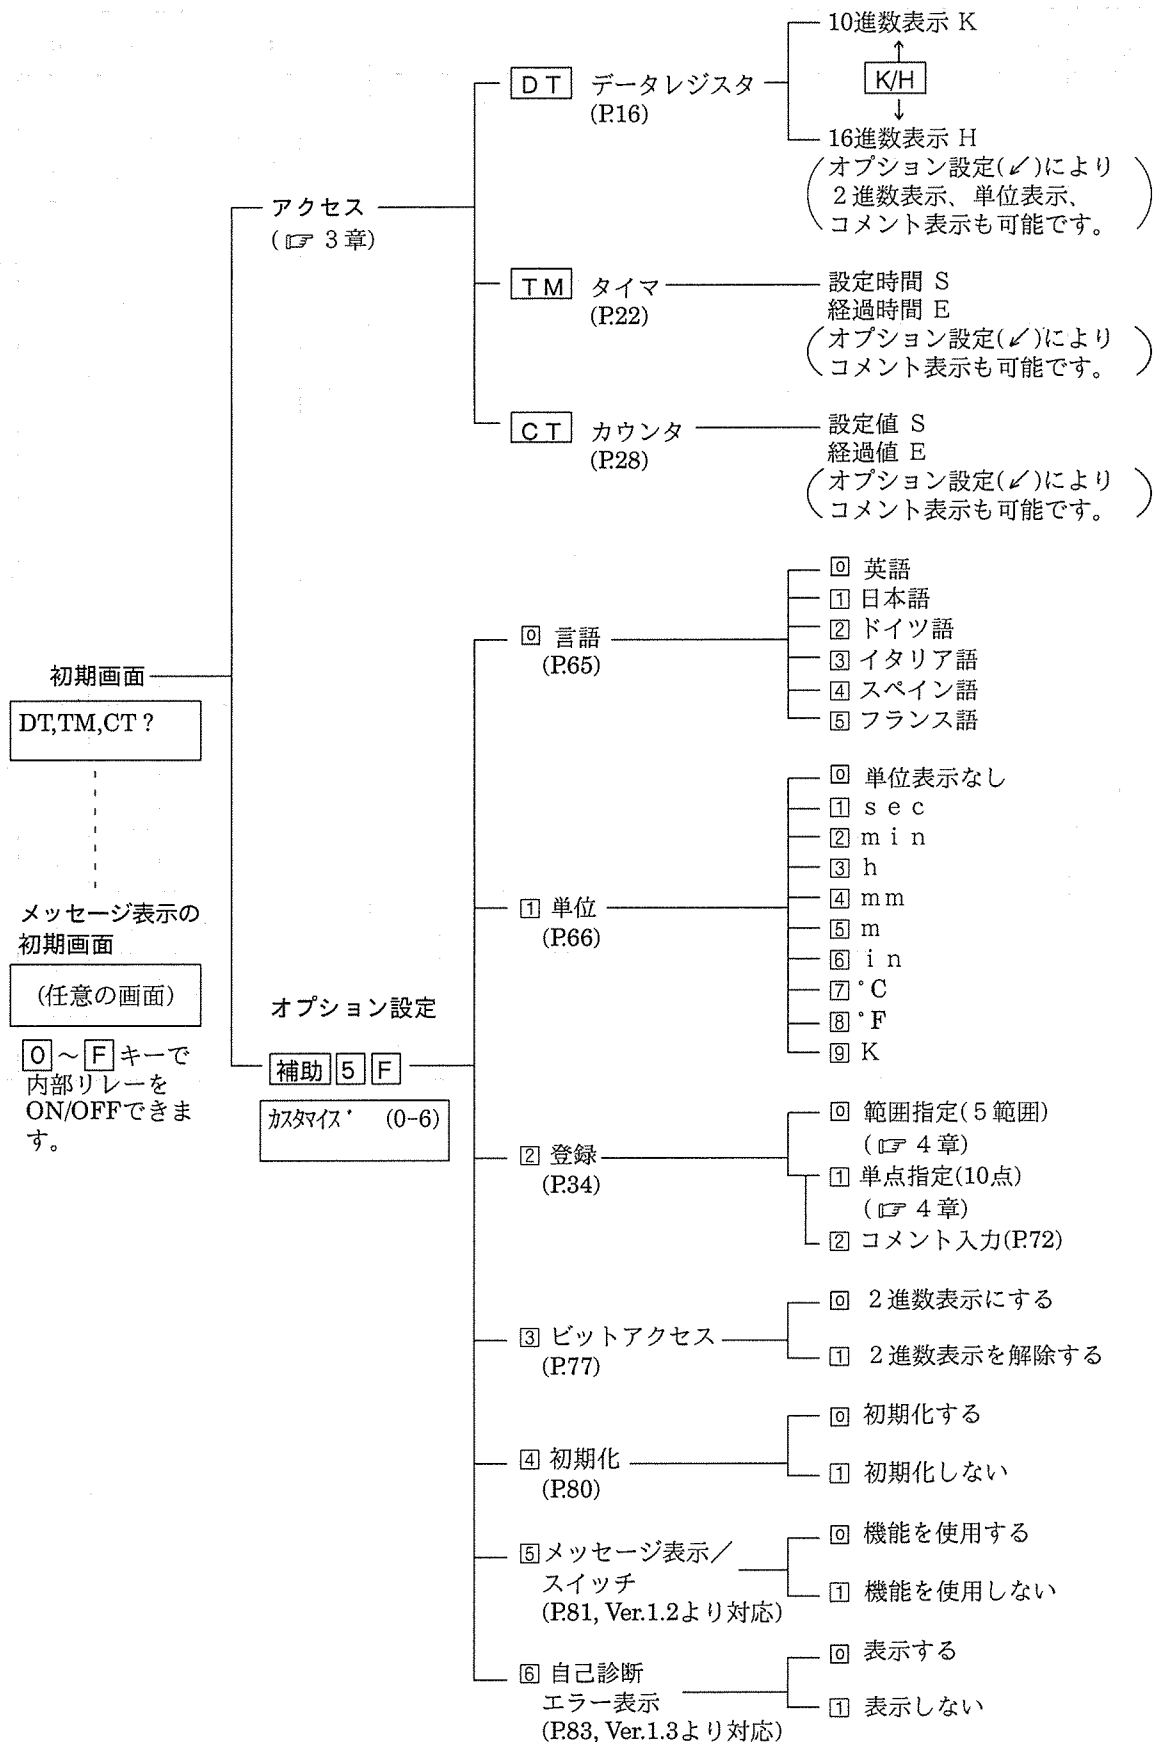 10進数表示 K
K/H
16進数表示 H
(オプション設定(↙)により
2進数表示、単位表示、
コメント表示も可能です。)
DT データレジスタ
(P.16)
アクセス
(☞ 3章)
TM タイマ
(P.22)
設定時間 S
経過時間 E
(オプション設定(↙)により
コメント表示も可能です。)
CT カウンタ
(P.28)
設定値 S
経過値 E
(オプション設定(↙)により
コメント表示も可能です。)
初期画面
DT,TM,CT ?
メッセージ表示の
初期画面
(任意の画面)
0～Fキーで
内部リレーを
ON/OFFできま
す。
オプション設定
補助 5 F
カスタマイズ (0-6)
0 言語
(P.65)
0 英語
1 日本語
2 ドイツ語
3 イタリア語
4 スペイン語
5 フランス語
1 単位
(P.66)
0 単位表示なし
1 sec
2 min
3 h
4 mm
5 m
6 in
7 °C
8 °F
9 K
2 登録
(P.34)
0 範囲指定(5範囲)
(☞ 4章)
1 単点指定(10点)
(☞ 4章)
2 コメント入力(P.72)
3 ビットアクセス
(P.77)
0 2進数表示にする
1 2進数表示を解除する
4 初期化
(P.80)
0 初期化する
1 初期化しない
5 メッセージ表示／
スイッチ
(P.81, Ver.1.2より対応)
0 機能を使用する
1 機能を使用しない
6 自己診断
エラー表示
(P.83, Ver.1.3より対応)
0 表示する
1 表示しない